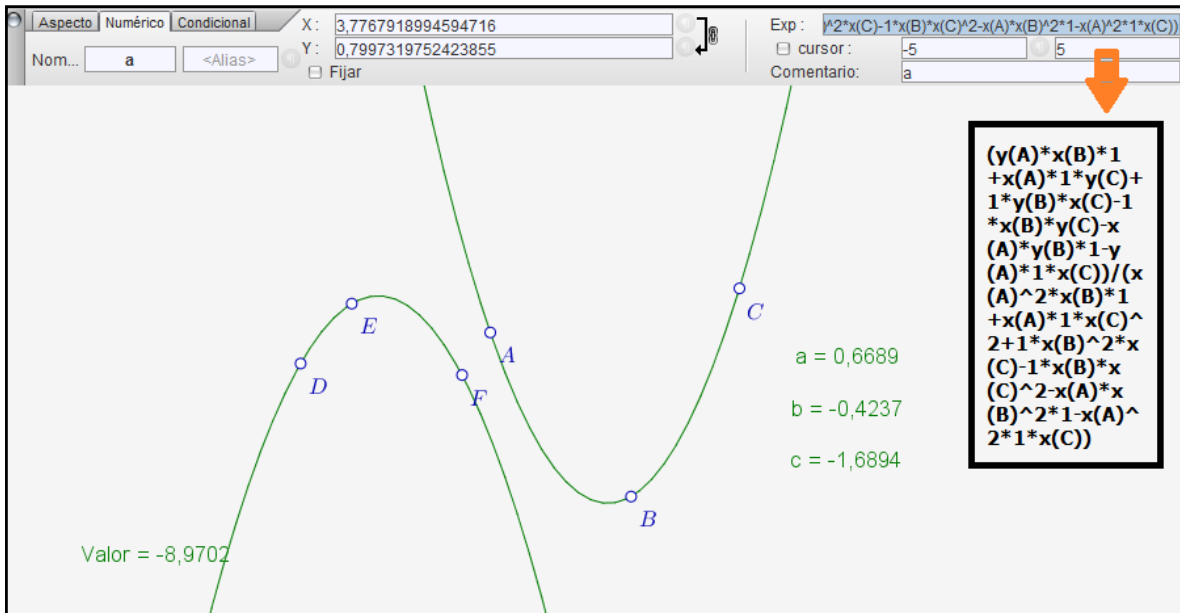 Aspecto Numérico Condicional X : 3,7767918994594716 Exp : )^2*x(C)-1*x(B)*x(C)^2-x(A)*x(B)^2*1-x(A)^2*1*x(C))
Y : 0,7997319752423855 cursor : -5 5
Nom... a <Alias>
Fijar Comentario: a
(y(A)*x(B)*1
+x(A)*1*y(C)+
1*y(B)*x(C)-1
*x(B)*y(C)-x
(A)*y(B)*1-y
(A)*1*x(C))/(x
(A)^2*x(B)*1
+x(A)*1*x(C)^
2+1*x(B)^2*x
(C)-1*x(B)*x
(C)^2-x(A)*x
(B)^2*1-x(A)^
2*1*x(C))
E
C
A
D
F
B
a = 0,6689
b = -0,4237
c = -1,6894
Valor = -8,9702